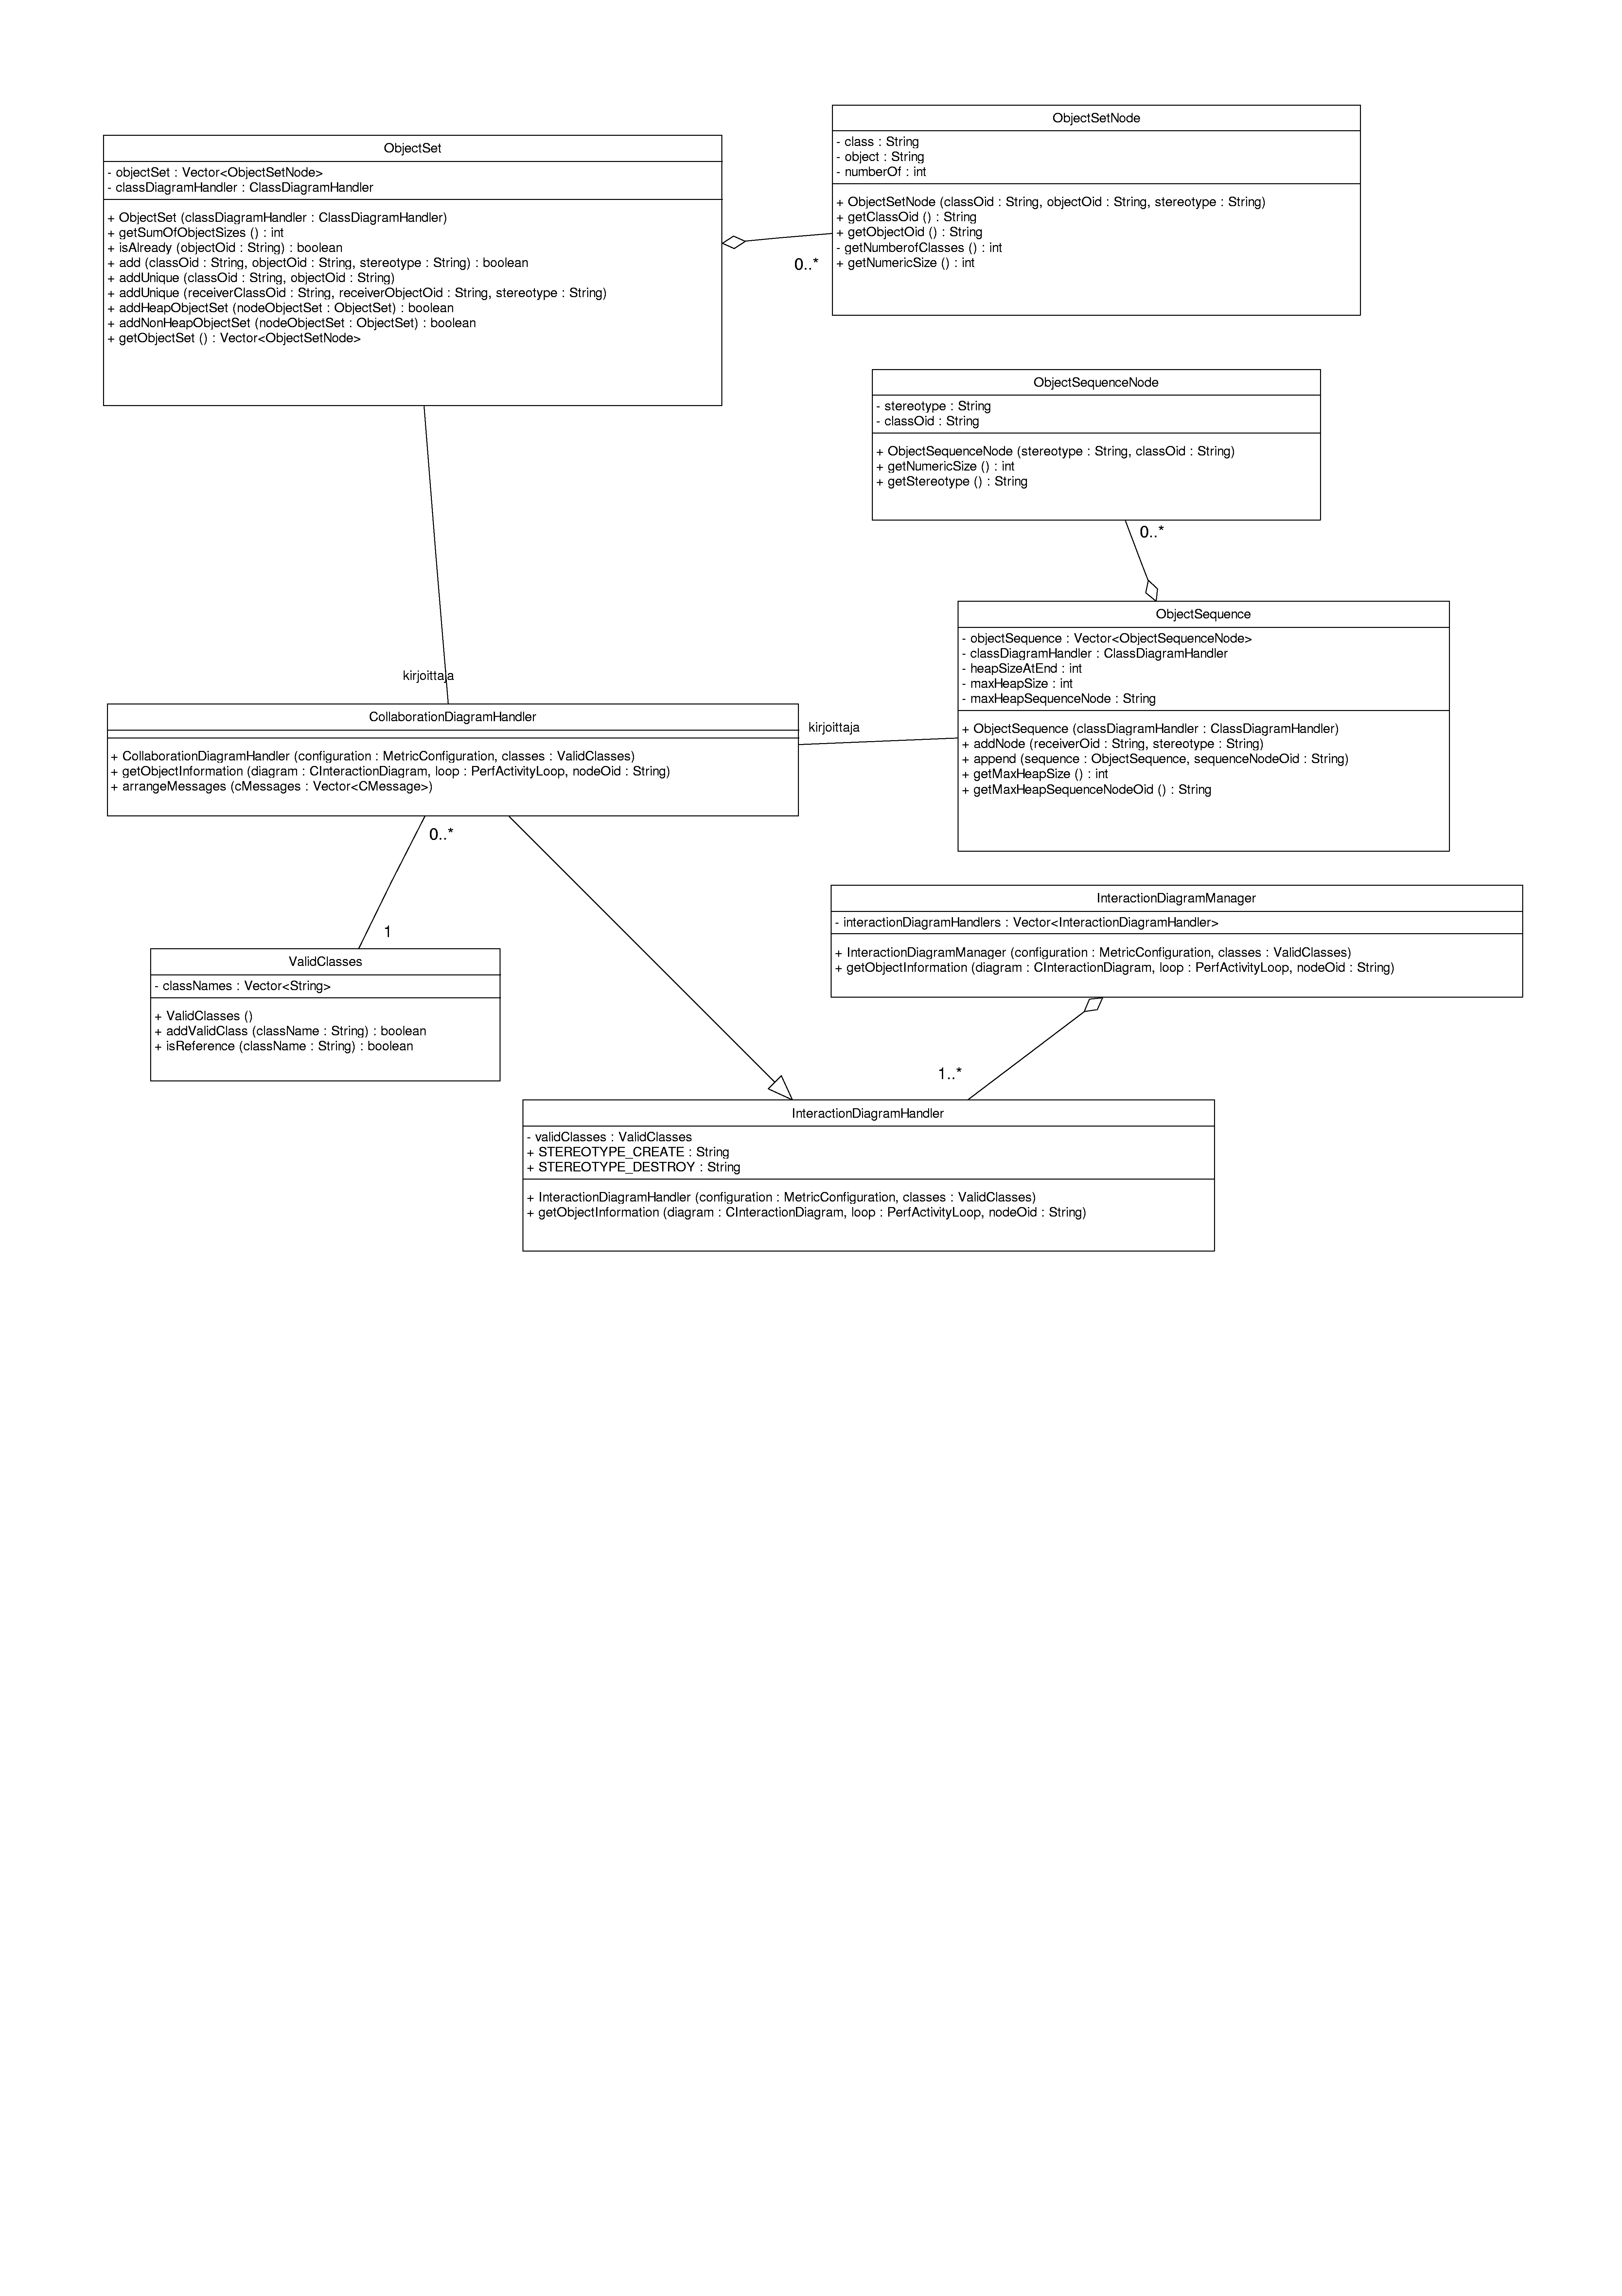 ObjectSet
- objectSet : Vector<ObjectSetNode>
- classDiagramHandler : ClassDiagramHandler
+ ObjectSet (classDiagramHandler : ClassDiagramHandler)
+ getSumOfObjectSizes () : int
+ isAlready (objectOid : String) : boolean
+ add (classOid : String, objectOid : String, stereotype : String) : boolean
+ addUnique (classOid : String, objectOid : String)
+ addUnique (receiverClassOid : String, receiverObjectOid : String, stereotype : String)
+ addHeapObjectSet (nodeObjectSet : ObjectSet) : boolean
+ addNonHeapObjectSet (nodeObjectSet : ObjectSet) : boolean
+ getObjectSet () : Vector<ObjectSetNode>
ObjectSetNode
- class : String
- object : String
- numberOf : int
+ ObjectSetNode (classOid : String, objectOid : String, stereotype : String)
+ getClassOid () : String
+ getObjectOid () : String
- getNumberofClasses () : int
+ getNumericSize () : int
0..*
ObjectSequenceNode
- stereotype : String
- classOid : String
+ ObjectSequenceNode (stereotype : String, classOid : String)
+ getNumericSize () : int
+ getStereotype () : String
0..*
ObjectSequence
- objectSequence : Vector<ObjectSequenceNode>
- classDiagramHandler : ClassDiagramHandler
- heapSizeAtEnd : int
- maxHeapSize : int
- maxHeapSequenceNode : String
+ ObjectSequence (classDiagramHandler : ClassDiagramHandler)
+ addNode (receiverOid : String, stereotype : String)
+ append (sequence : ObjectSequence, sequenceNodeOid : String)
+ getMaxHeapSize () : int
+ getMaxHeapSequenceNodeOid () : String
kirjoittaja
kirjoittaja
CollaborationDiagramHandler
+ CollaborationDiagramHandler (configuration : MetricConfiguration, classes : ValidClasses)
+ getObjectInformation (diagram : CInteractionDiagram, loop : PerfActivityLoop, nodeOid : String)
+ arrangeMessages (cMessages : Vector<CMessage>)
0..*
1
ValidClasses
- classNames : Vector<String>
+ ValidClasses ()
+ addValidClass (className : String) : boolean
+ isReference (className : String) : boolean
InteractionDiagramManager
- interactionDiagramHandlers : Vector<InteractionDiagramHandler>
+ InteractionDiagramManager (configuration : MetricConfiguration, classes : ValidClasses)
+ getObjectInformation (diagram : CInteractionDiagram, loop : PerfActivityLoop, nodeOid : String)
1..*
InteractionDiagramHandler
- validClasses : ValidClasses
+ STEREOTYPE_CREATE : String
+ STEREOTYPE_DESTROY : String
+ InteractionDiagramHandler (configuration : MetricConfiguration, classes : ValidClasses)
+ getObjectInformation (diagram : CInteractionDiagram, loop : PerfActivityLoop, nodeOid : String)